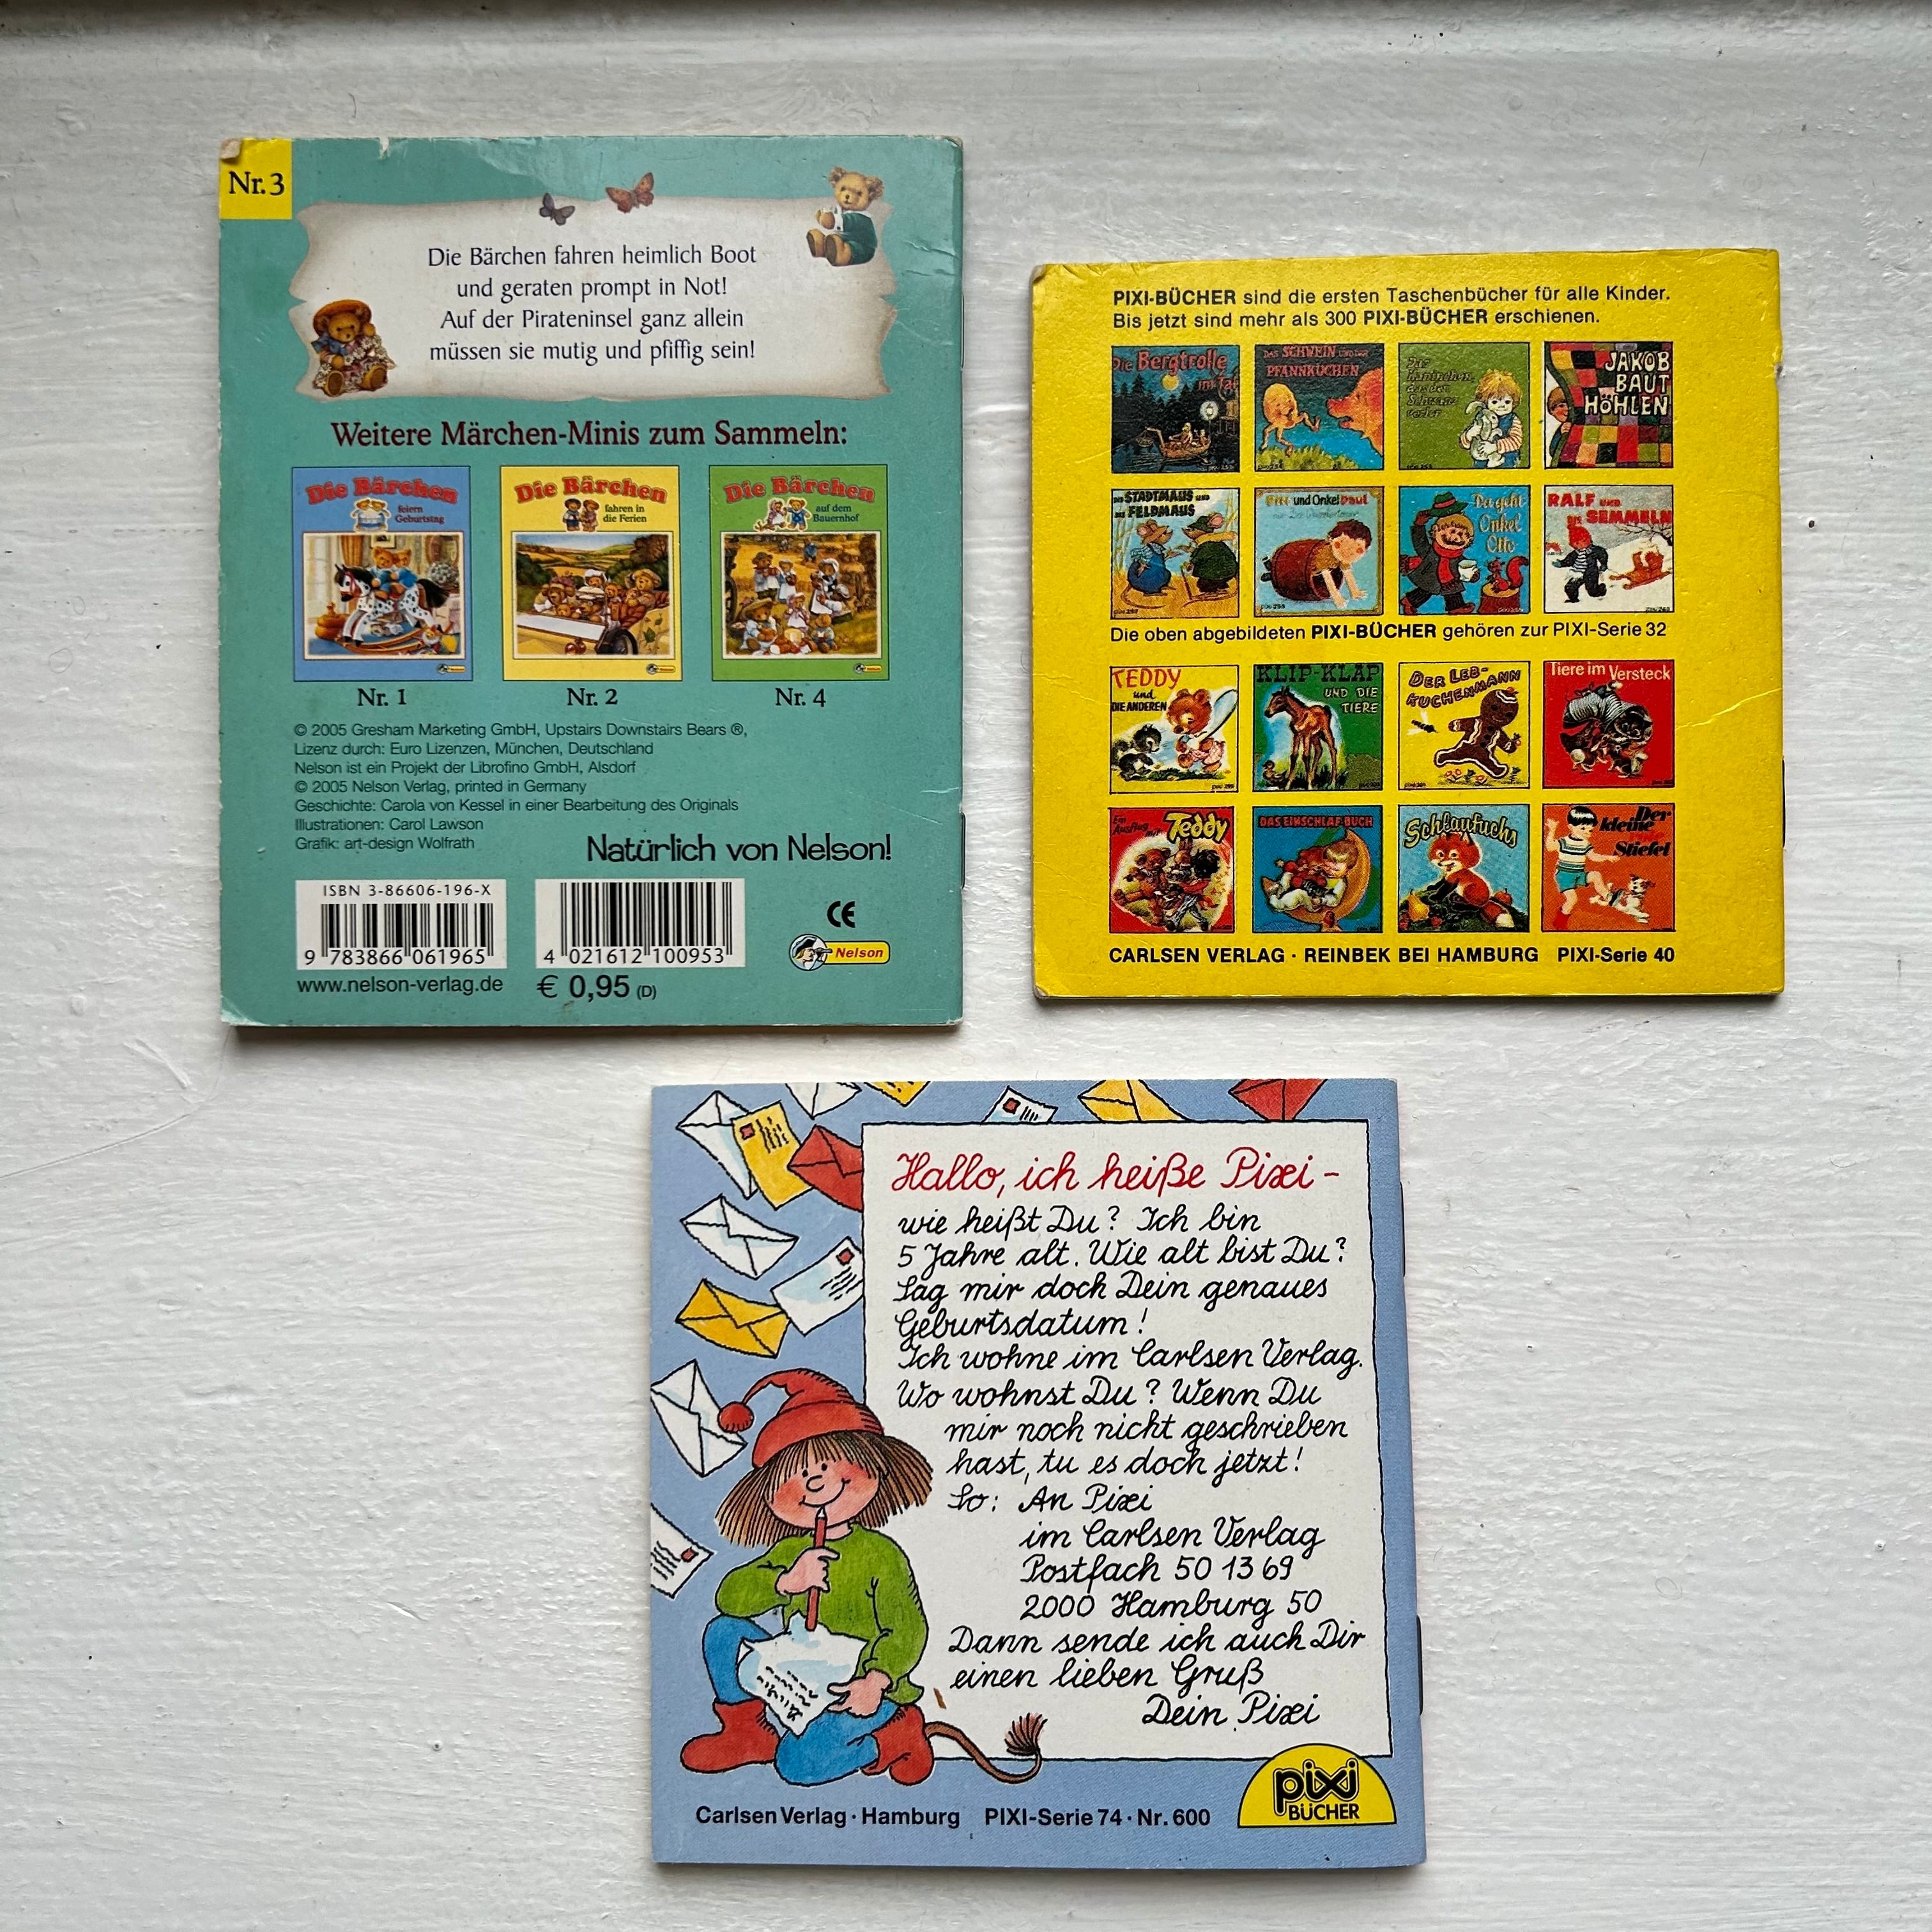 Nr.3
Die Bärchen fahren heimlich Boot
und geraten prompt in Not!
Auf der Pirateninsel ganz allein
müssen sie mutig und pfiffig sein!
Weitere Märchen-Minis zum Sammeln:
Die Bärchen
feiern
Geburtstag
Die Bärchen
fahren in
die Ferien
Die Bärchen
auf dem
Bauernhof
Nr. 1
Nr. 2
Nr. 4
© 2005 Gresham Marketing GmbH, Upstairs Downstairs Bears ®,
Lizenz durch: Euro Lizenzen, München, Deutschland
Nelson ist ein Projekt der Librofino GmbH, Alsdorf
© 2005 Nelson Verlag, printed in Germany
Geschichte: Carola von Kessel in einer Bearbeitung des Originals
Illustrationen: Carol Lawson
Grafik: art-design Wolfrath
Natürlich von Nelson!
ISBN 3-86606-196-X
9 783866 061965
4 021612 100953
CE
Nelson
www.nelson-verlag.de
€ 0,95 (D)
PIXI-BÜCHER sind die ersten Taschenbücher für alle Kinder.
Bis jetzt sind mehr als 300 PIXI-BÜCHER erschienen.
Die Bergtrolle
im Tal
DAS SCHWEIN UND DER
PFANNKUCHEN
JAKOB
BAUT
HÖHLEN
DIE STADTMAUS UND
DIE FELDMAUS
und Onkel Paul
Da geht
Onkel
Otto
RALF UND
SEMMELN
Die oben abgebildeten PIXI-BÜCHER gehören zur PIXI-Serie 32
TEDDY
und
DIE ANDEREN
KLIP-KLAP
UND DIE
TIERE
DER LEB-
KUCHENMANN
Tiere im Versteck
Ein
Ausflug mit Teddy
DAS EINSCHLAFBUCH
Schlaufuchs
Der
kleine
Stiefel
CARLSEN VERLAG · REINBEK BEI HAMBURG PIXI-Serie 40
Hallo, ich heiße Pixi -
wie heißt Du? Ich bin
5 Jahre alt. Wie alt bist Du?
Sag mir doch Dein genaues
Geburtsdatum!
Ich wohne im Carlsen Verlag.
Wo wohnst Du? Wenn Du
mir noch nicht geschrieben
hast, tu es doch jetzt!
So: An Pixi
im Carlsen Verlag
Postfach 50 13 69
2000 Hamburg 50
Dann sende ich auch Dir
einen lieben Gruß
Dein Pixi
Carlsen Verlag · Hamburg PIXI-Serie 74 · Nr. 600
pixi
BÜCHER